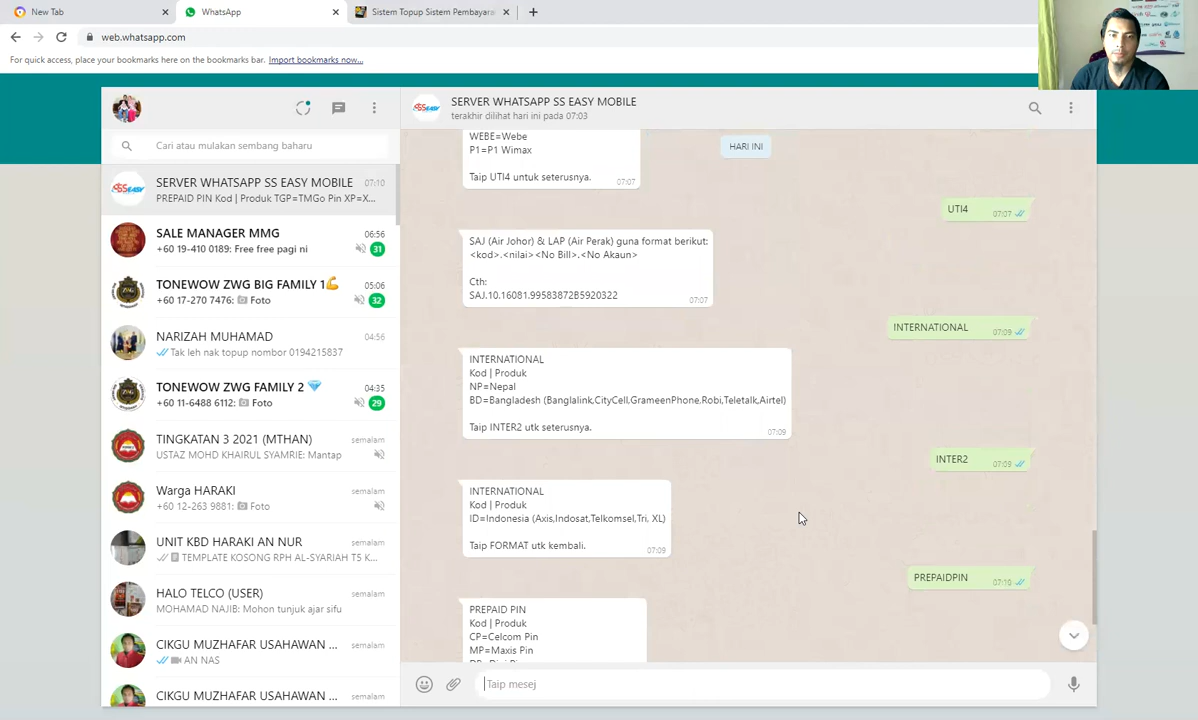 New Tab
WhatsApp
Sistem Topup Sistem Pembayara
web.whatsapp.com
For quick access, place your bookmarks here on the bookmarks bar. Import bookmarks now...
SERVER WHATSAPP SS EASY MOBILE
terakhir dilihat hari ini pada 07:03
Cari atau mulakan sembang baharu
SERVER WHATSAPP SS EASY MOBILE 07:10
PREPAID PIN Kod | Produk TGP=TMGo Pin XP=X...
SALE MANAGER MMG 06:56
+60 19-410 0189: Free free pagi ni 31
TONEWOW ZWG BIG FAMILY 1💪 05:06
+60 17-270 7476: Foto 32
NARIZAH MUHAMAD 04:56
Tak leh nak topup nombor 0194215837
TONEWOW ZWG FAMILY 2 💎 04:35
+60 11-6488 6112: Foto 29
TINGKATAN 3 2021 (MTHAN) semalam
USTAZ MOHD KHAIRUL SYAMRIE: Mantap
Warga HARAKI semalam
+60 12-263 9881: Foto
UNIT KBD HARAKI AN NUR semalam
TEMPLATE KOSONG RPH AL-SYARIAH T5 K...
HALO TELCO (USER) semalam
MOHAMAD NAJIB: Mohon tunjuk ajar sifu
CIKGU MUZHAFAR USAHAWAN ... semalam
AN NAS
CIKGU MUZHAFAR USAHAWAN ... semalam
WEBE=Webe
HARI INI
P1=P1 Wimax
Taip UTI4 untuk seterusnya.
07:07
UTI4 07:07
SAJ (Air Johor) & LAP (Air Perak) guna format berikut:
<kod>.<nilai><No Bill>.<No Akaun>
Cth:
SAJ.10.16081.99583872B5920322 07:07
INTERNATIONAL 07:09
INTERNATIONAL
Kod | Produk
NP=Nepal
BD=Bangladesh (Banglalink,CityCell,GrameenPhone,Robi,Teletalk,Airtel)
Taip INTER2 utk seterusnya. 07:09
INTER2 07:09
INTERNATIONAL
Kod | Produk
ID=Indonesia (Axis,Indosat,Telkomsel,Tri, XL)
Taip FORMAT utk kembali. 07:09
PREPAIDPIN 07:10
PREPAID PIN
Kod | Produk
CP=Celcom Pin
MP=Maxis Pin
Taip mesej